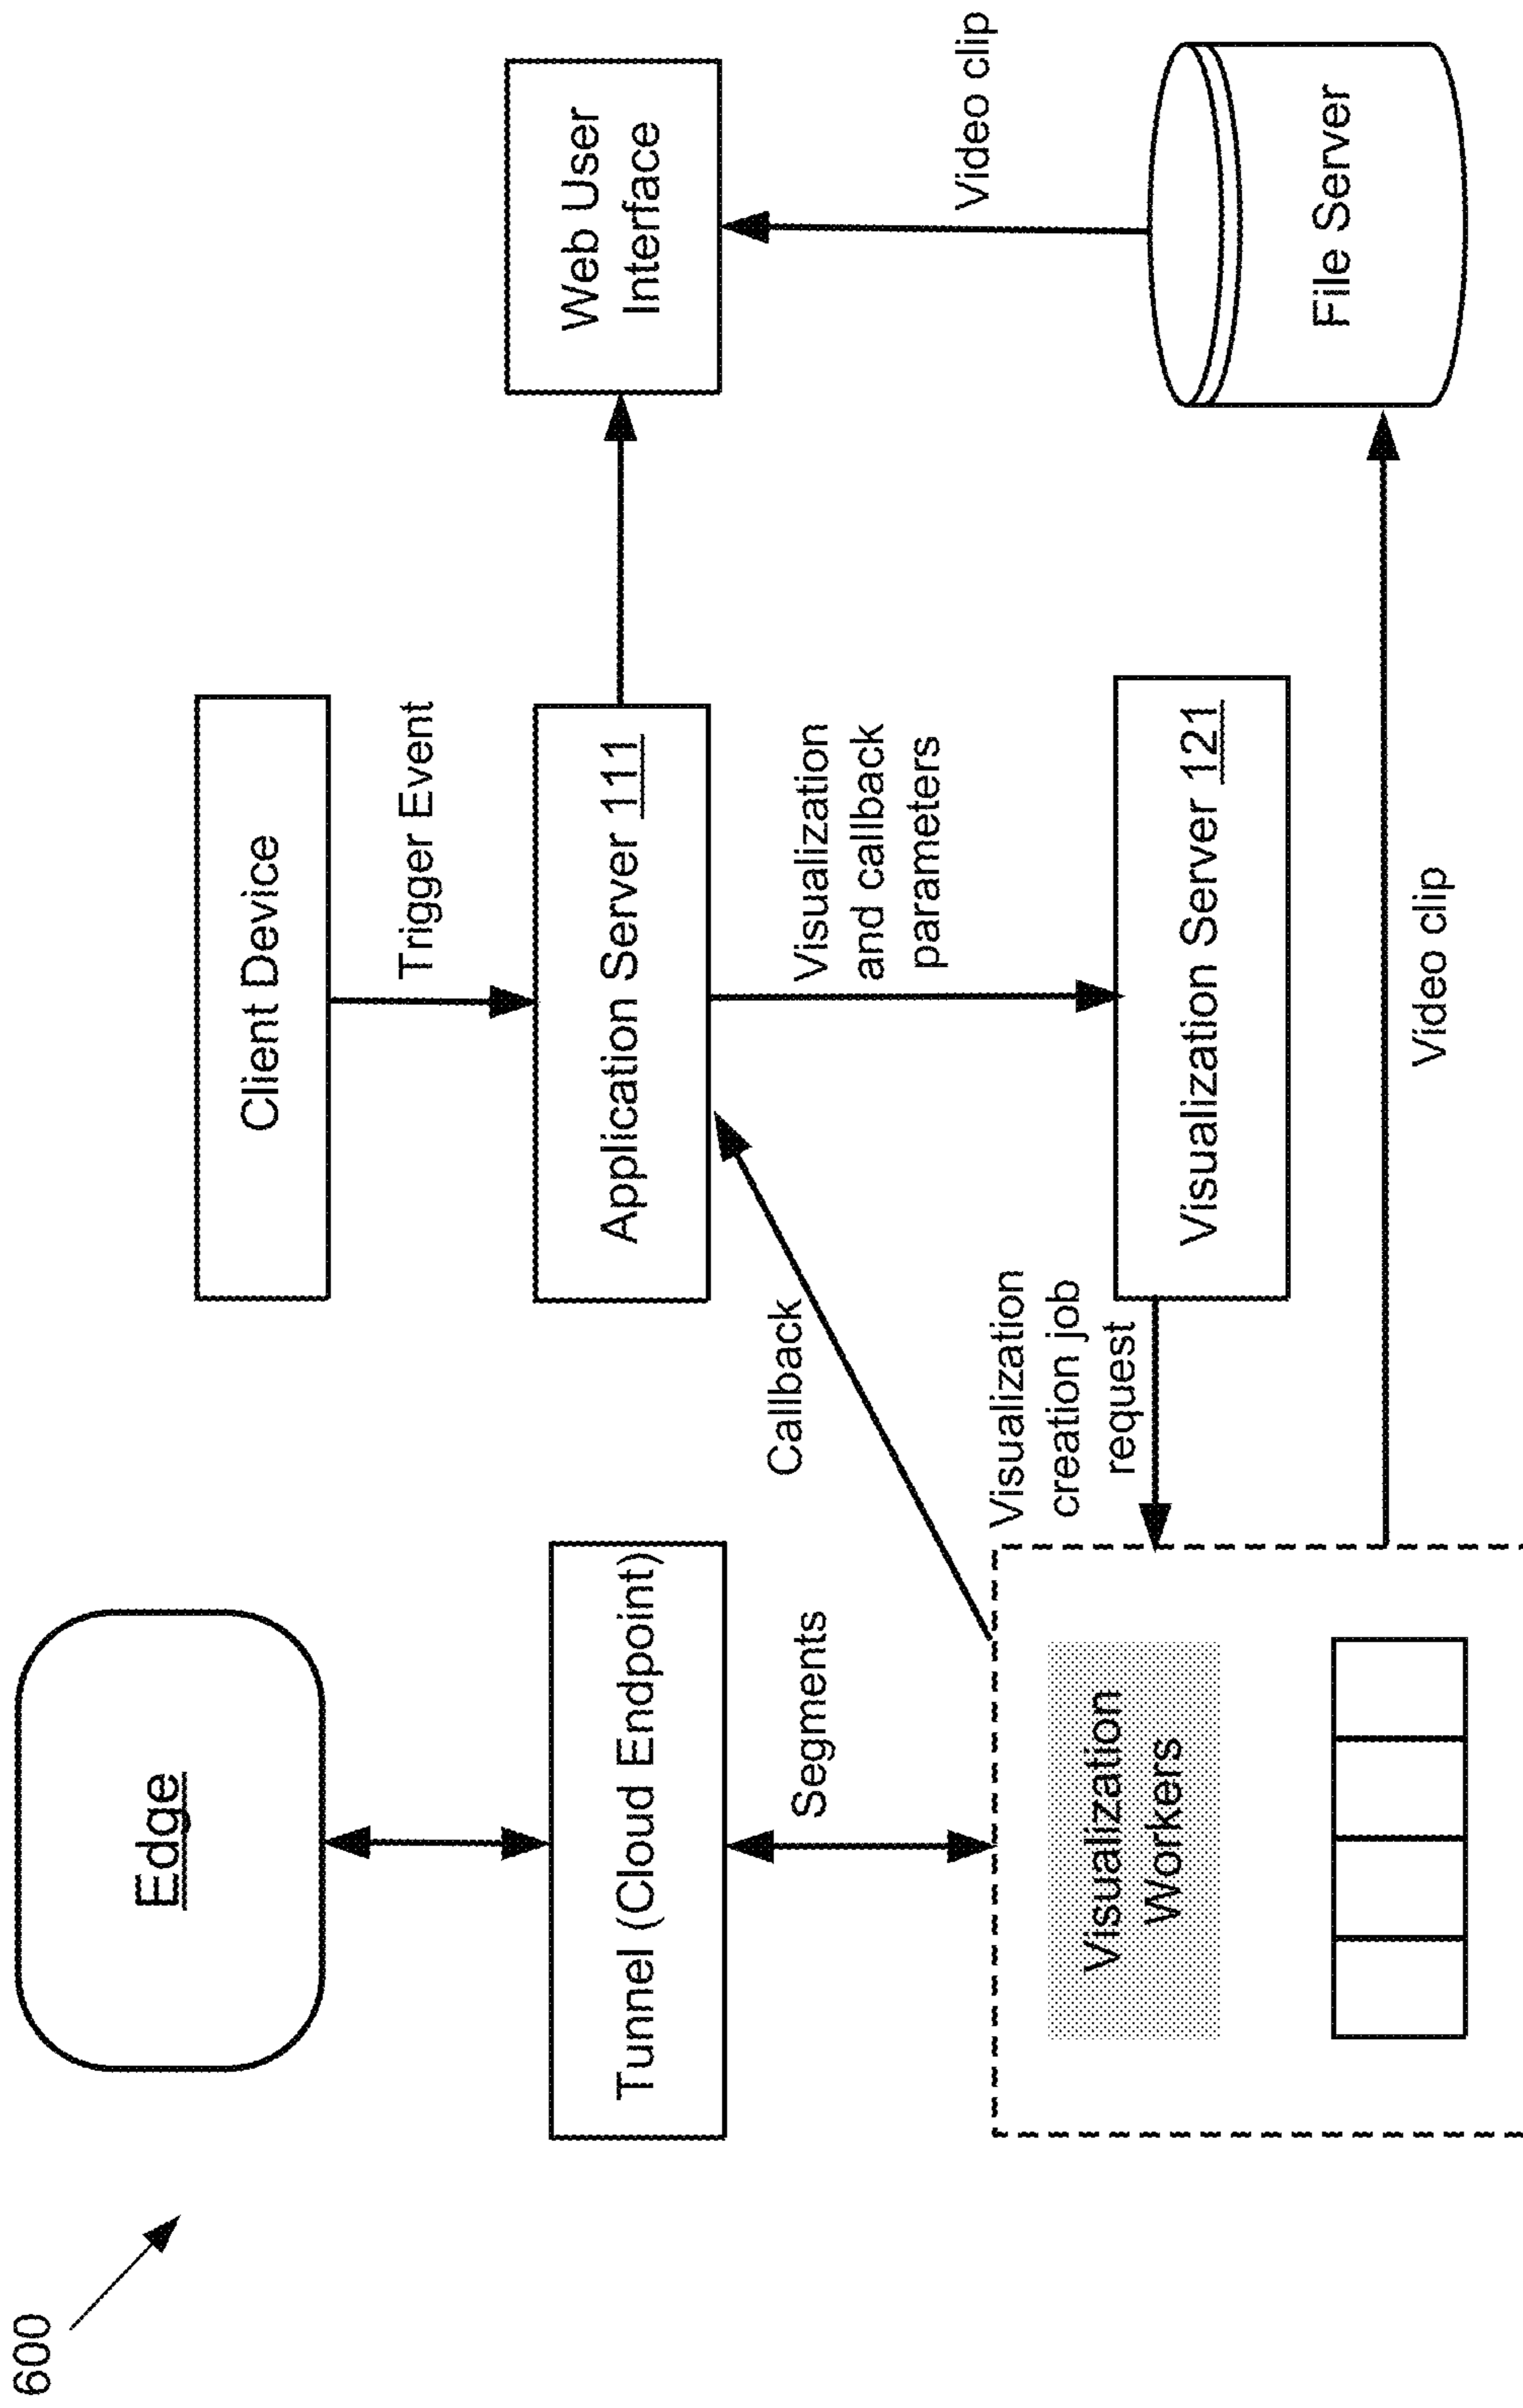 600
Edge
Tunnel (Cloud Endpoint)
Segments
Visualization
Workers
Client Device
Trigger Event
Application Server 111
Callback
Visualization
and callback
parameters
Visualization
creation job
request
Visualization Server 121
Video clip
Web User
Interface
Video clip
File Server